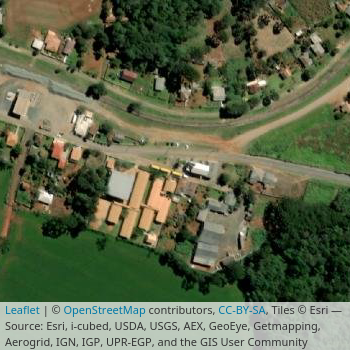 Leaflet | © OpenStreetMap contributors, CC-BY-SA, Tiles © Esri —
Source: Esri, i-cubed, USDA, USGS, AEX, GeoEye, Getmapping,
Aerogrid, IGN, IGP, UPR-EGP, and the GIS User Community